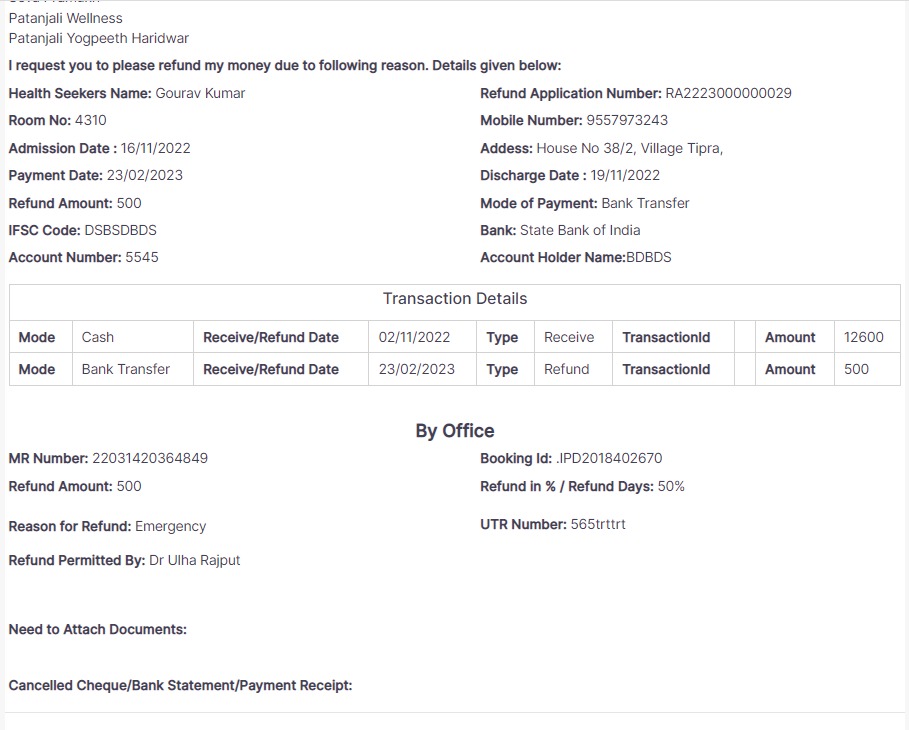 Patanjali Wellness
Patanjali Yogpeeth Haridwar
I request you to please refund my money due to following reason. Details given below:
Health Seekers Name: Gourav Kumar Refund Application Number: RA2223000000029
Room No: 4310 Mobile Number: 9557973243
Admission Date : 16/11/2022 Addess: House No 38/2, Village Tipra,
Payment Date: 23/02/2023 Discharge Date : 19/11/2022
Refund Amount: 500 Mode of Payment: Bank Transfer
IFSC Code: DSBSDBDS Bank: State Bank of India
Account Number: 5545 Account Holder Name:BDBDS
Transaction Details
Mode Cash Receive/Refund Date 02/11/2022 Type Receive TransactionId Amount 12600
Mode Bank Transfer Receive/Refund Date 23/02/2023 Type Refund TransactionId Amount 500
By Office
MR Number: 22031420364849 Booking Id: .IPD2018402670
Refund Amount: 500 Refund in % / Refund Days: 50%
Reason for Refund: Emergency UTR Number: 565trttrt
Refund Permitted By: Dr Ulha Rajput
Need to Attach Documents:
Cancelled Cheque/Bank Statement/Payment Receipt: